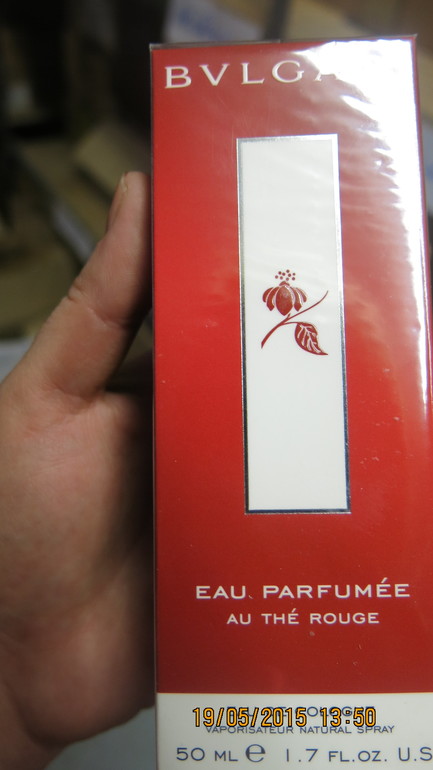 BVLGA
EAU PARFUMÉE
AU THÉ ROUGE
19/05/2015 13:50
VAPORISATEUR NATURAL SPRAY
50 ML e 1.7 FL.OZ. U.S